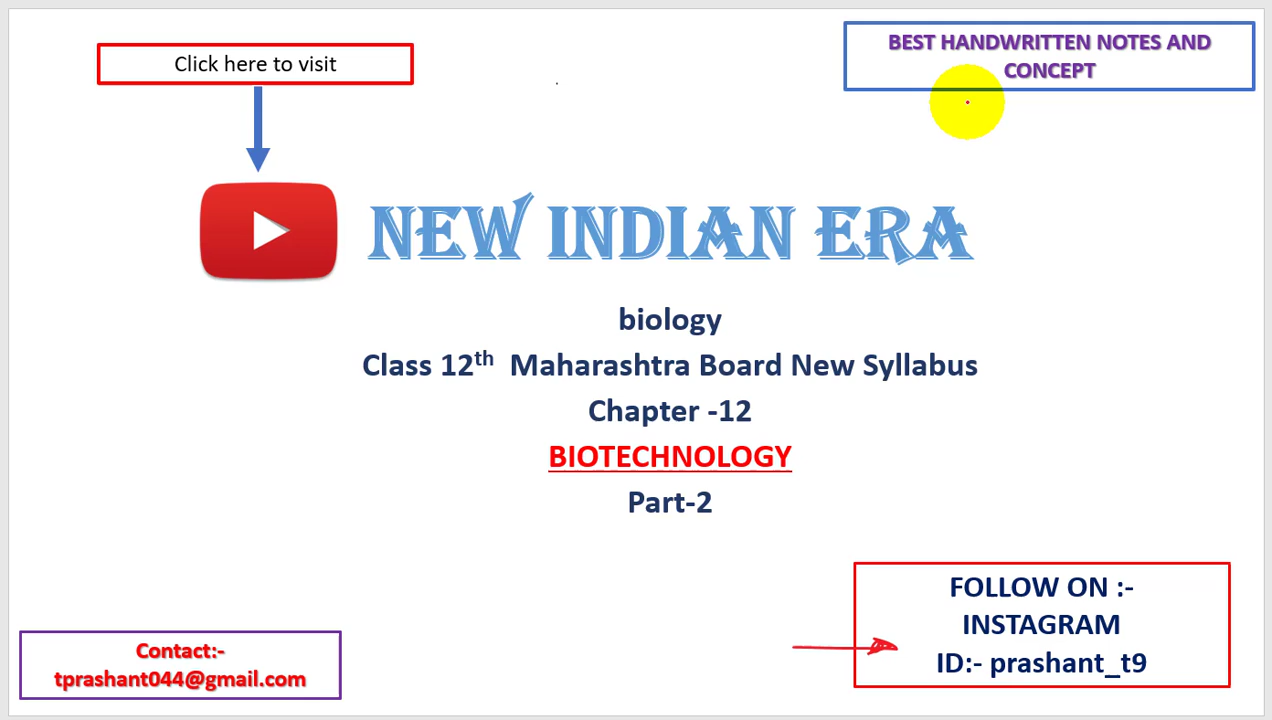 Click here to visit
BEST HANDWRITTEN NOTES AND
CONCEPT
NEW INDIAN ERA
biology
Class 12th Maharashtra Board New Syllabus
Chapter -12
BIOTECHNOLOGY
Part-2
FOLLOW ON :-
INSTAGRAM
ID:- prashant_t9
Contact:-
tprashant044@gmail.com